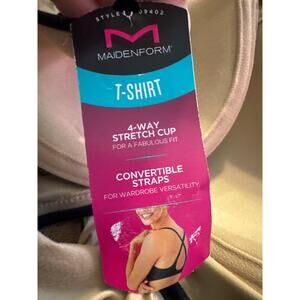 STYLE 09402
MAIDENFORM®
T-SHIRT
4-WAY
STRETCH CUP
FOR A FABULOUS FIT
CONVERTIBLE
STRAPS
FOR WARDROBE VERSATILITY